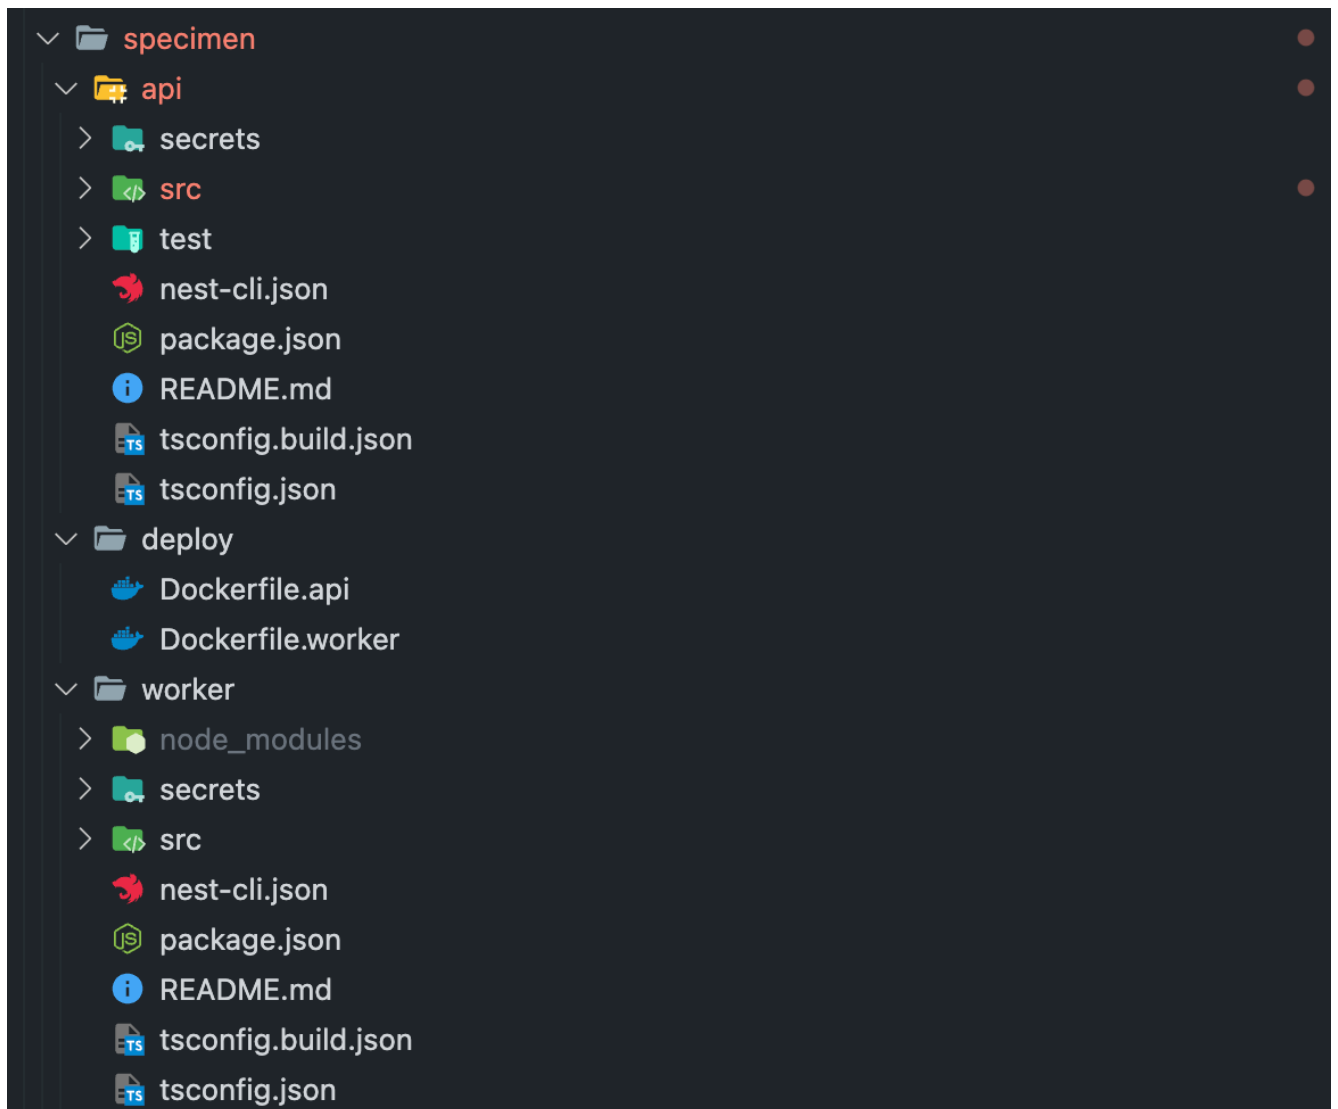 specimen
api
secrets
src
test
nest-cli.json
package.json
README.md
tsconfig.build.json
tsconfig.json
deploy
Dockerfile.api
Dockerfile.worker
worker
node_modules
secrets
src
nest-cli.json
package.json
README.md
tsconfig.build.json
tsconfig.json